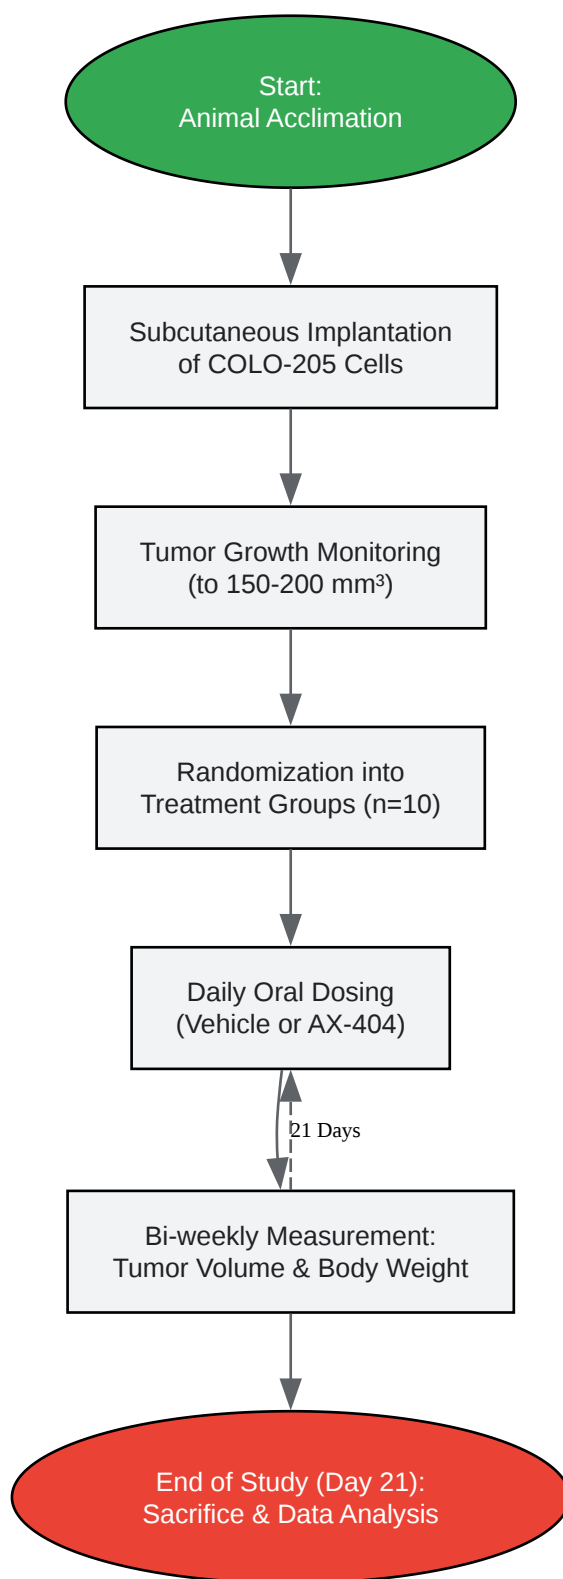 Start:
Animal Acclimation
Subcutaneous Implantation
of COLO-205 Cells
Tumor Growth Monitoring
(to 150-200 mm³)
Randomization into
Treatment Groups (n=10)
Daily Oral Dosing
(Vehicle or AX-404)
21 Days
Bi-weekly Measurement:
Tumor Volume & Body Weight
End of Study (Day 21):
Sacrifice & Data Analysis